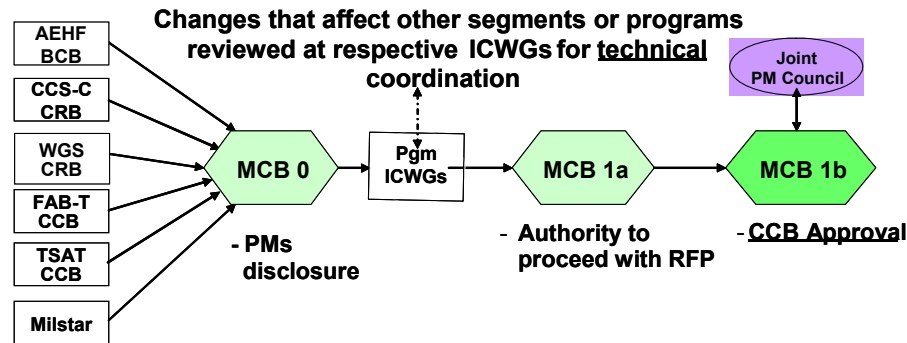 Changes that affect other segments or programs
reviewed at respective ICWGs for technical
coordination
AEHF
BCB
CCS-C
CRB
WGS
CRB
FAB-T
CCB
TSAT
CCB
Milstar
MCB 0
- PMs
disclosure
Pgm
ICWGs
MCB 1a
- Authority to
proceed with RFP
Joint
PM Council
MCB 1b
- CCB Approval